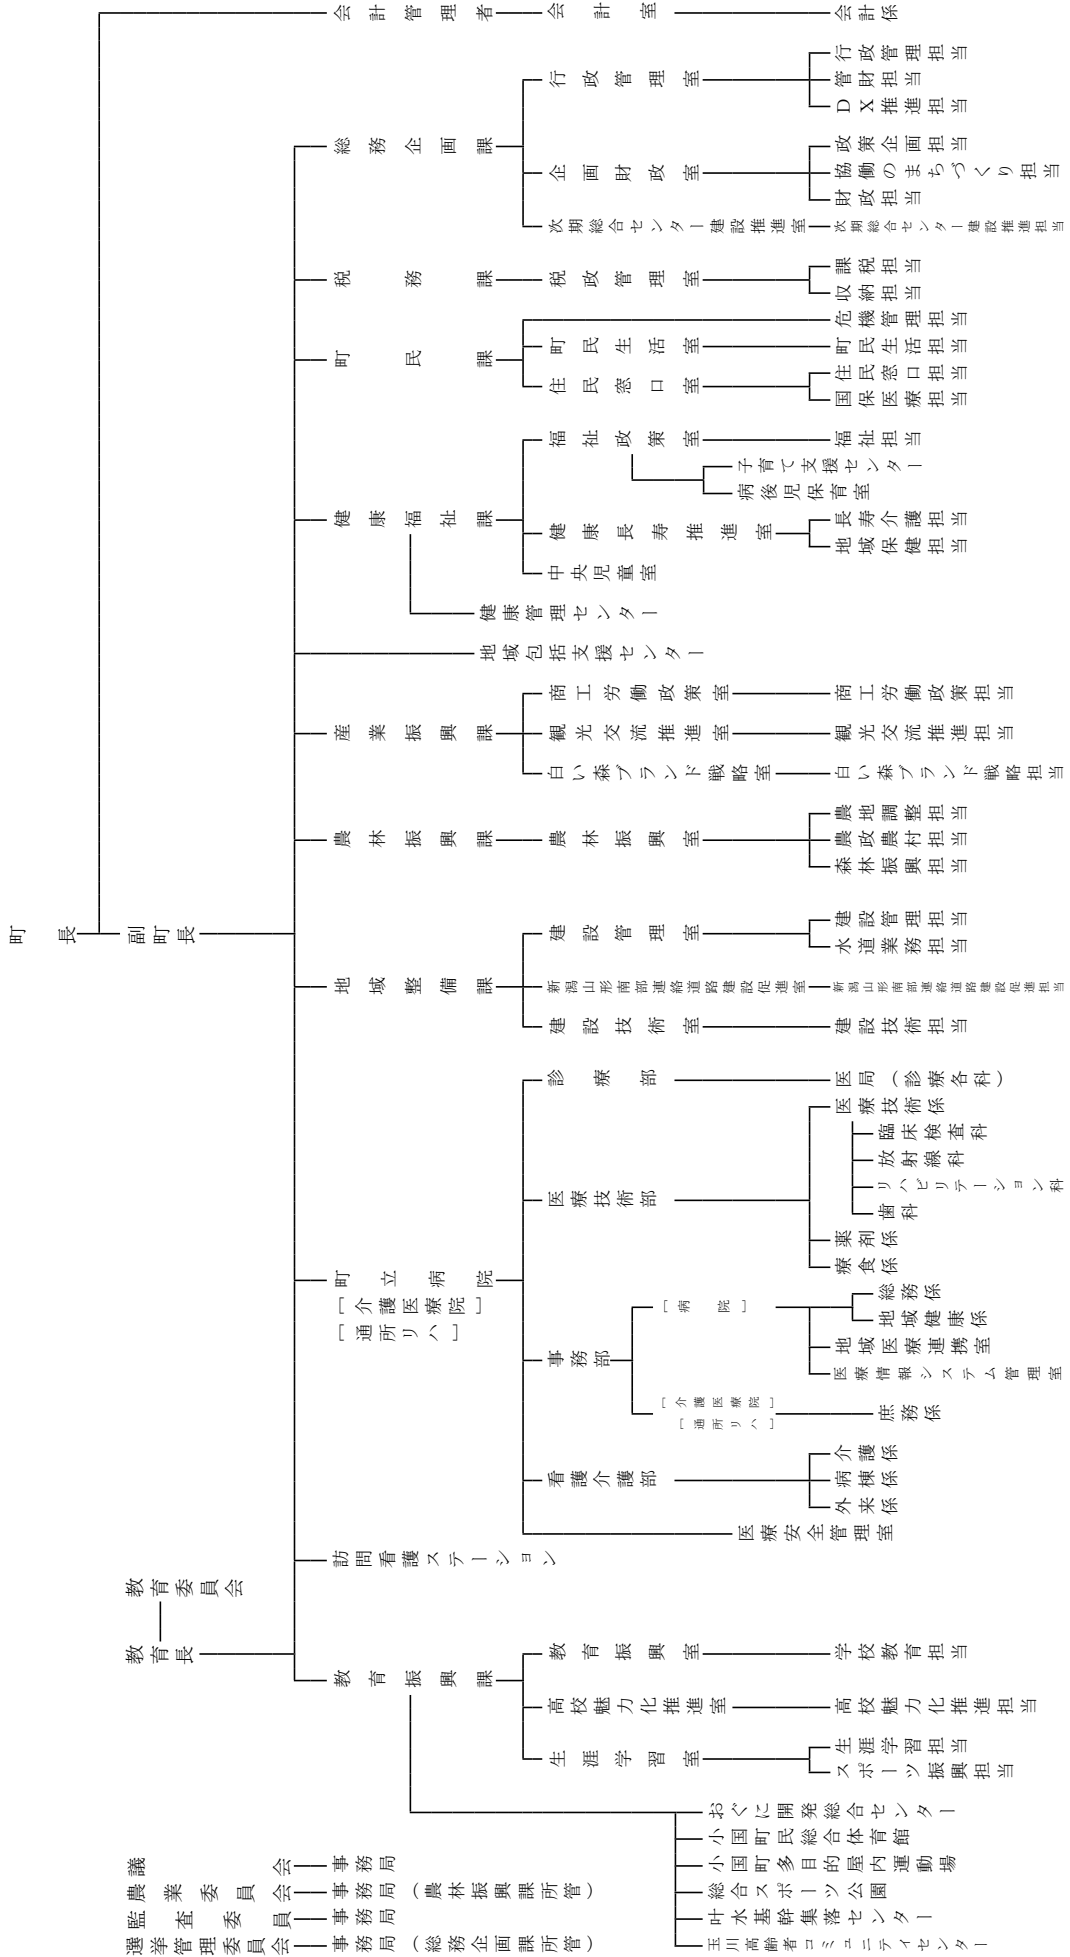 町長
副町長
会計管理者
会計室
会計係
総務企画課
行政管理室
行政管理担当
管財担当
DX推進担当
企画財政室
政策企画担当
協働のまちづくり担当
財政担当
次期総合センター建設推進室
次期総合センター建設推進担当
税務課
税政管理室
課税担当
収納担当
町民課
危機管理担当
町民生活室
町民生活担当
住民窓口室
住民窓口担当
国保医療担当
健康福祉課
福祉政策室
福祉担当
子育て支援センター
病後児保育室
健康長寿推進室
長寿介護担当
地域保健担当
中央児童室
健康管理センター
地域包括支援センター
産業振興課
商工労働政策室
商工労働政策担当
観光交流推進室
観光交流推進担当
白い森ブランド戦略室
白い森ブランド戦略担当
農林振興課
農林振興室
農地調整担当
農政農村担当
森林振興担当
地域整備課
建設管理室
建設管理担当
水道業務担当
新潟山形南部連絡道路建設促進室
新潟山形南部連絡道路建設促進担当
建設技術室
建設技術担当
町立病院
[介護医療院]
[通所リハ]
診療部
医局(診療各科)
医療技術部
医療技術係
臨床検査科
放射線科
リハビリテーション科
歯科
薬剤係
療食係
事務部
[病院]
総務係
地域健康係
地域医療連携室
医療情報システム管理室
[介護医療院]
[通所リハ]
庶務係
看護介護部
介護係
病棟係
外来係
医療安全管理室
訪問看護ステーション
教育委員会
教育長
教育振興課
教育振興室
学校教育担当
高校魅力化推進室
高校魅力化推進担当
生涯学習室
生涯学習担当
スポーツ振興担当
おぐに開発総合センター
小国町民総合体育館
小国町多目的屋内運動場
総合スポーツ公園
叶水基幹集落センター
玉川高齢者コミュニティセンター
議会
事務局
農業委員会
事務局(農林振興課所管)
監査委員
事務局
選挙管理委員会
事務局(総務企画課所管)